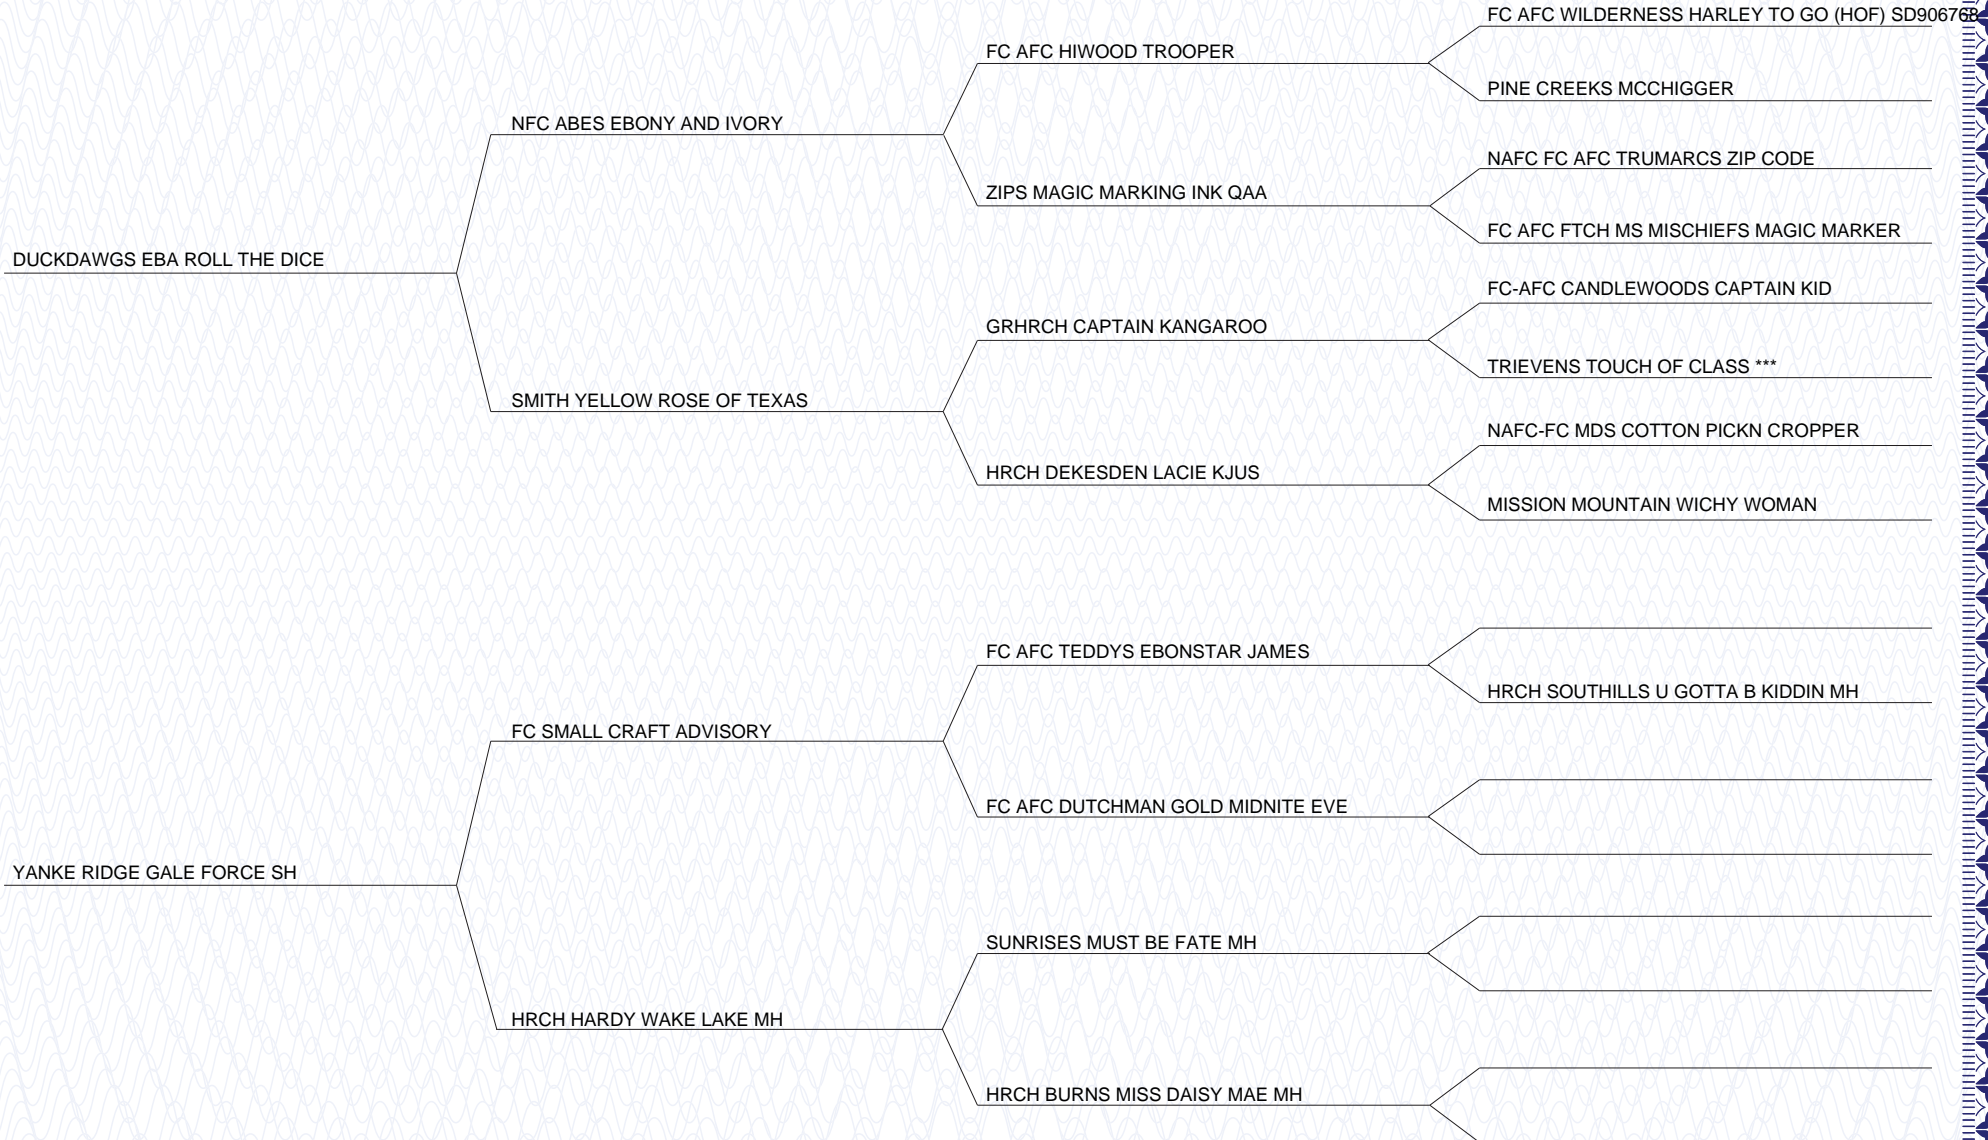 FC AFC WILDERNESS HARLEY TO GO (HOF) SD906768
FC AFC HIWOOD TROOPER
PINE CREEKS MCCHIGGER
NFC ABES EBONY AND IVORY
NAFC FC AFC TRUMARCS ZIP CODE
ZIPS MAGIC MARKING INK QAA
FC AFC FTCH MS MISCHIEFS MAGIC MARKER
DUCKDAWGS EBA ROLL THE DICE
FC-AFC CANDLEWOODS CAPTAIN KID
GRHRCH CAPTAIN KANGAROO
TRIEVENS TOUCH OF CLASS ***
SMITH YELLOW ROSE OF TEXAS
NAFC-FC MDS COTTON PICKN CROPPER
HRCH DEKESDEN LACIE KJUS
MISSION MOUNTAIN WICHY WOMAN
FC AFC TEDDYS EBONSTAR JAMES
HRCH SOUTHILLS U GOTTA B KIDDIN MH
FC SMALL CRAFT ADVISORY
FC AFC DUTCHMAN GOLD MIDNITE EVE
YANKE RIDGE GALE FORCE SH
SUNRISES MUST BE FATE MH
HRCH HARDY WAKE LAKE MH
HRCH BURNS MISS DAISY MAE MH